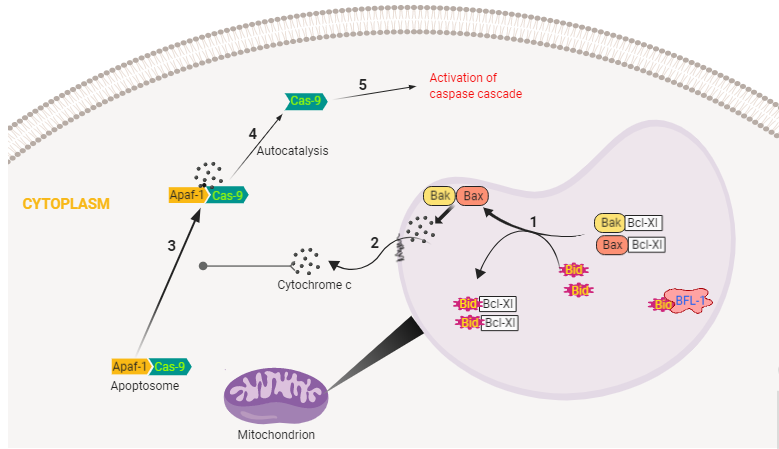 5
Activation of
caspase cascade
Cas-9
4
Autocatalysis
Apaf-1 Cas-9
CYTOPLASM
Bak Bax
1
Bak Bcl-Xl
Bax Bcl-Xl
3
2
Cytochrome c
Bid
Bid
Bid Bcl-Xl
Bid Bcl-Xl
Bid BFL-1
Apaf-1 Cas-9
Apoptosome
Mitochondrion